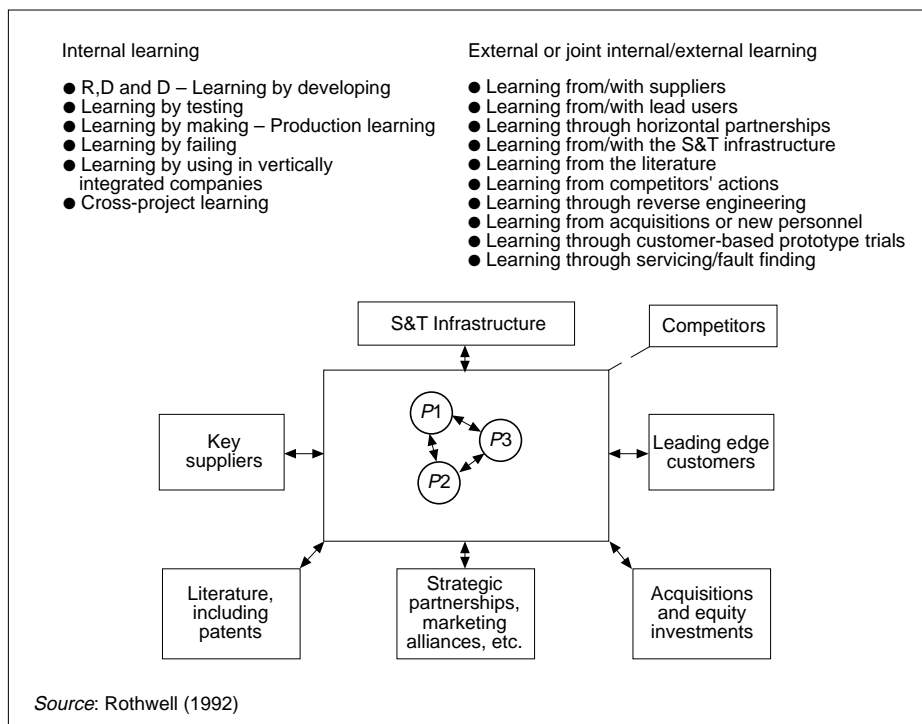 Internal learning
● R,D and D – Learning by developing
● Learning by testing
● Learning by making – Production learning
● Learning by failing
● Learning by using in vertically
integrated companies
● Cross-project learning
External or joint internal/external learning
● Learning from/with suppliers
● Learning from/with lead users
● Learning through horizontal partnerships
● Learning from/with the S&T infrastructure
● Learning from the literature
● Learning from competitors' actions
● Learning through reverse engineering
● Learning from acquisitions or new personnel
● Learning through customer-based prototype trials
● Learning through servicing/fault finding
S&T Infrastructure
Competitors
P1
P3
P2
Key
suppliers
Leading edge
customers
Literature,
including
patents
Strategic
partnerships,
marketing
alliances, etc.
Acquisitions
and equity
investments
Source: Rothwell (1992)